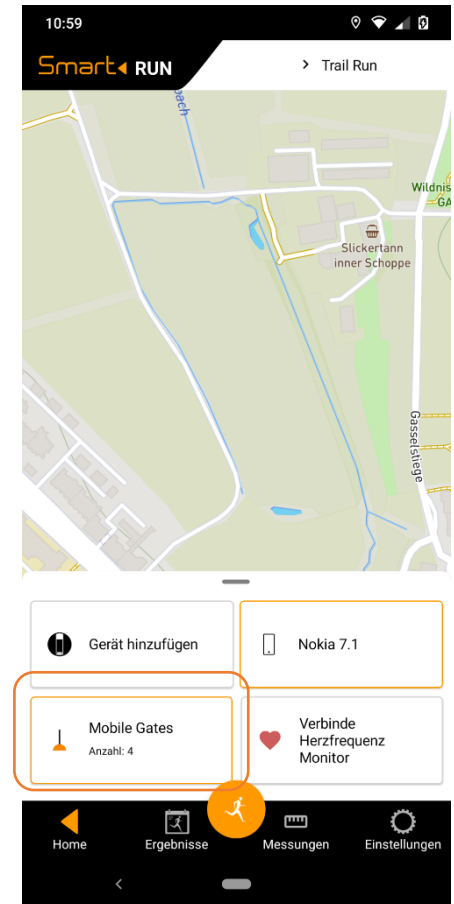 10:59
Smart RUN
> Trail Run
bach
Wildnis
GA
Slickertann
inner Schoppe
Gasselstiege
Gerät hinzufügen
Nokia 7.1
Mobile Gates
Anzahl: 4
Verbinde
Herzfrequenz
Monitor
Home
Ergebnisse
Messungen
Einstellungen